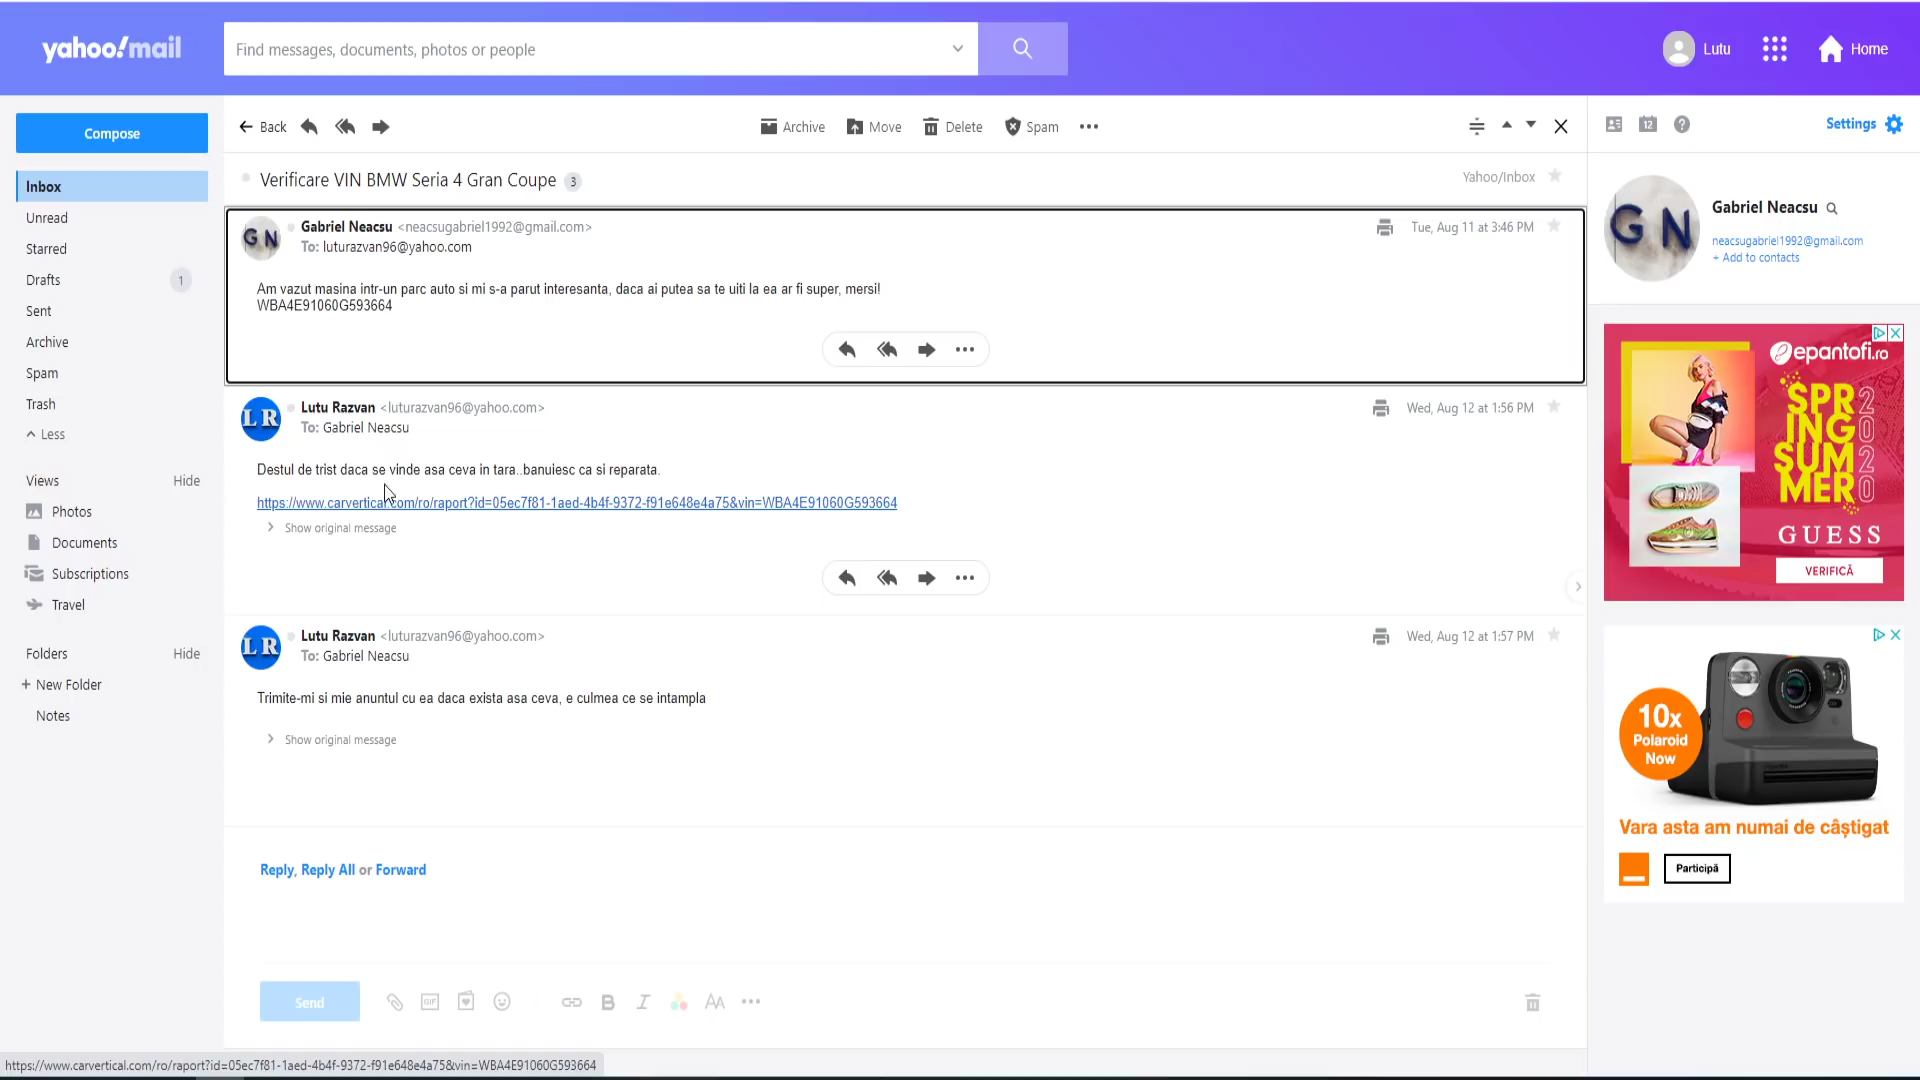 yahoo!mail
Find messages, documents, photos or people
Lutu
Home
Compose
Back
Archive
Move
Delete
Spam
12
Settings
Inbox
Unread
Starred
Drafts 1
Sent
Archive
Spam
Trash
Less
Views Hide
Photos
Documents
Subscriptions
Travel
Folders Hide
+ New Folder
Notes
Verificare VIN BMW Seria 4 Gran Coupe 3
Yahoo/Inbox
GN
Gabriel Neacsu <neacsugabriel1992@gmail.com>
Tue, Aug 11 at 3:46 PM
To: luturazvan96@yahoo.com
Am vazut masina intr-un parc auto si mi s-a parut interesanta, daca ai putea sa te uiti la ea ar fi super, mersi!
WBA4E91060G593664
LR
Lutu Razvan <luturazvan96@yahoo.com>
Wed, Aug 12 at 1:56 PM
To: Gabriel Neacsu
Destul de trist daca se vinde asa ceva in tara..banuiesc ca si reparata.
https://www.carvertical.com/ro/raport?id=05ec7f81-1aed-4b4f-9372-f91e648e4a75&vin=WBA4E91060G593664
Show original message
LR
Lutu Razvan <luturazvan96@yahoo.com>
Wed, Aug 12 at 1:57 PM
To: Gabriel Neacsu
Trimite-mi si mie anuntul cu ea daca exista asa ceva, e culmea ce se intampla
Show original message
Reply, Reply All or Forward
Send
GIF
B I AA
https://www.carvertical.com/ro/raport?id=05ec7f81-1aed-4b4f-9372-f91e648e4a75&vin=WBA4E91060G593664
GN
Gabriel Neacsu
neacsugabriel1992@gmail.com
+ Add to contacts
epantofi.ro
SPR
ING
SUM
MER
2020
GUESS
VERIFICĂ
10x
Polaroid
Now
Vara asta am numai de câștigat
Participă